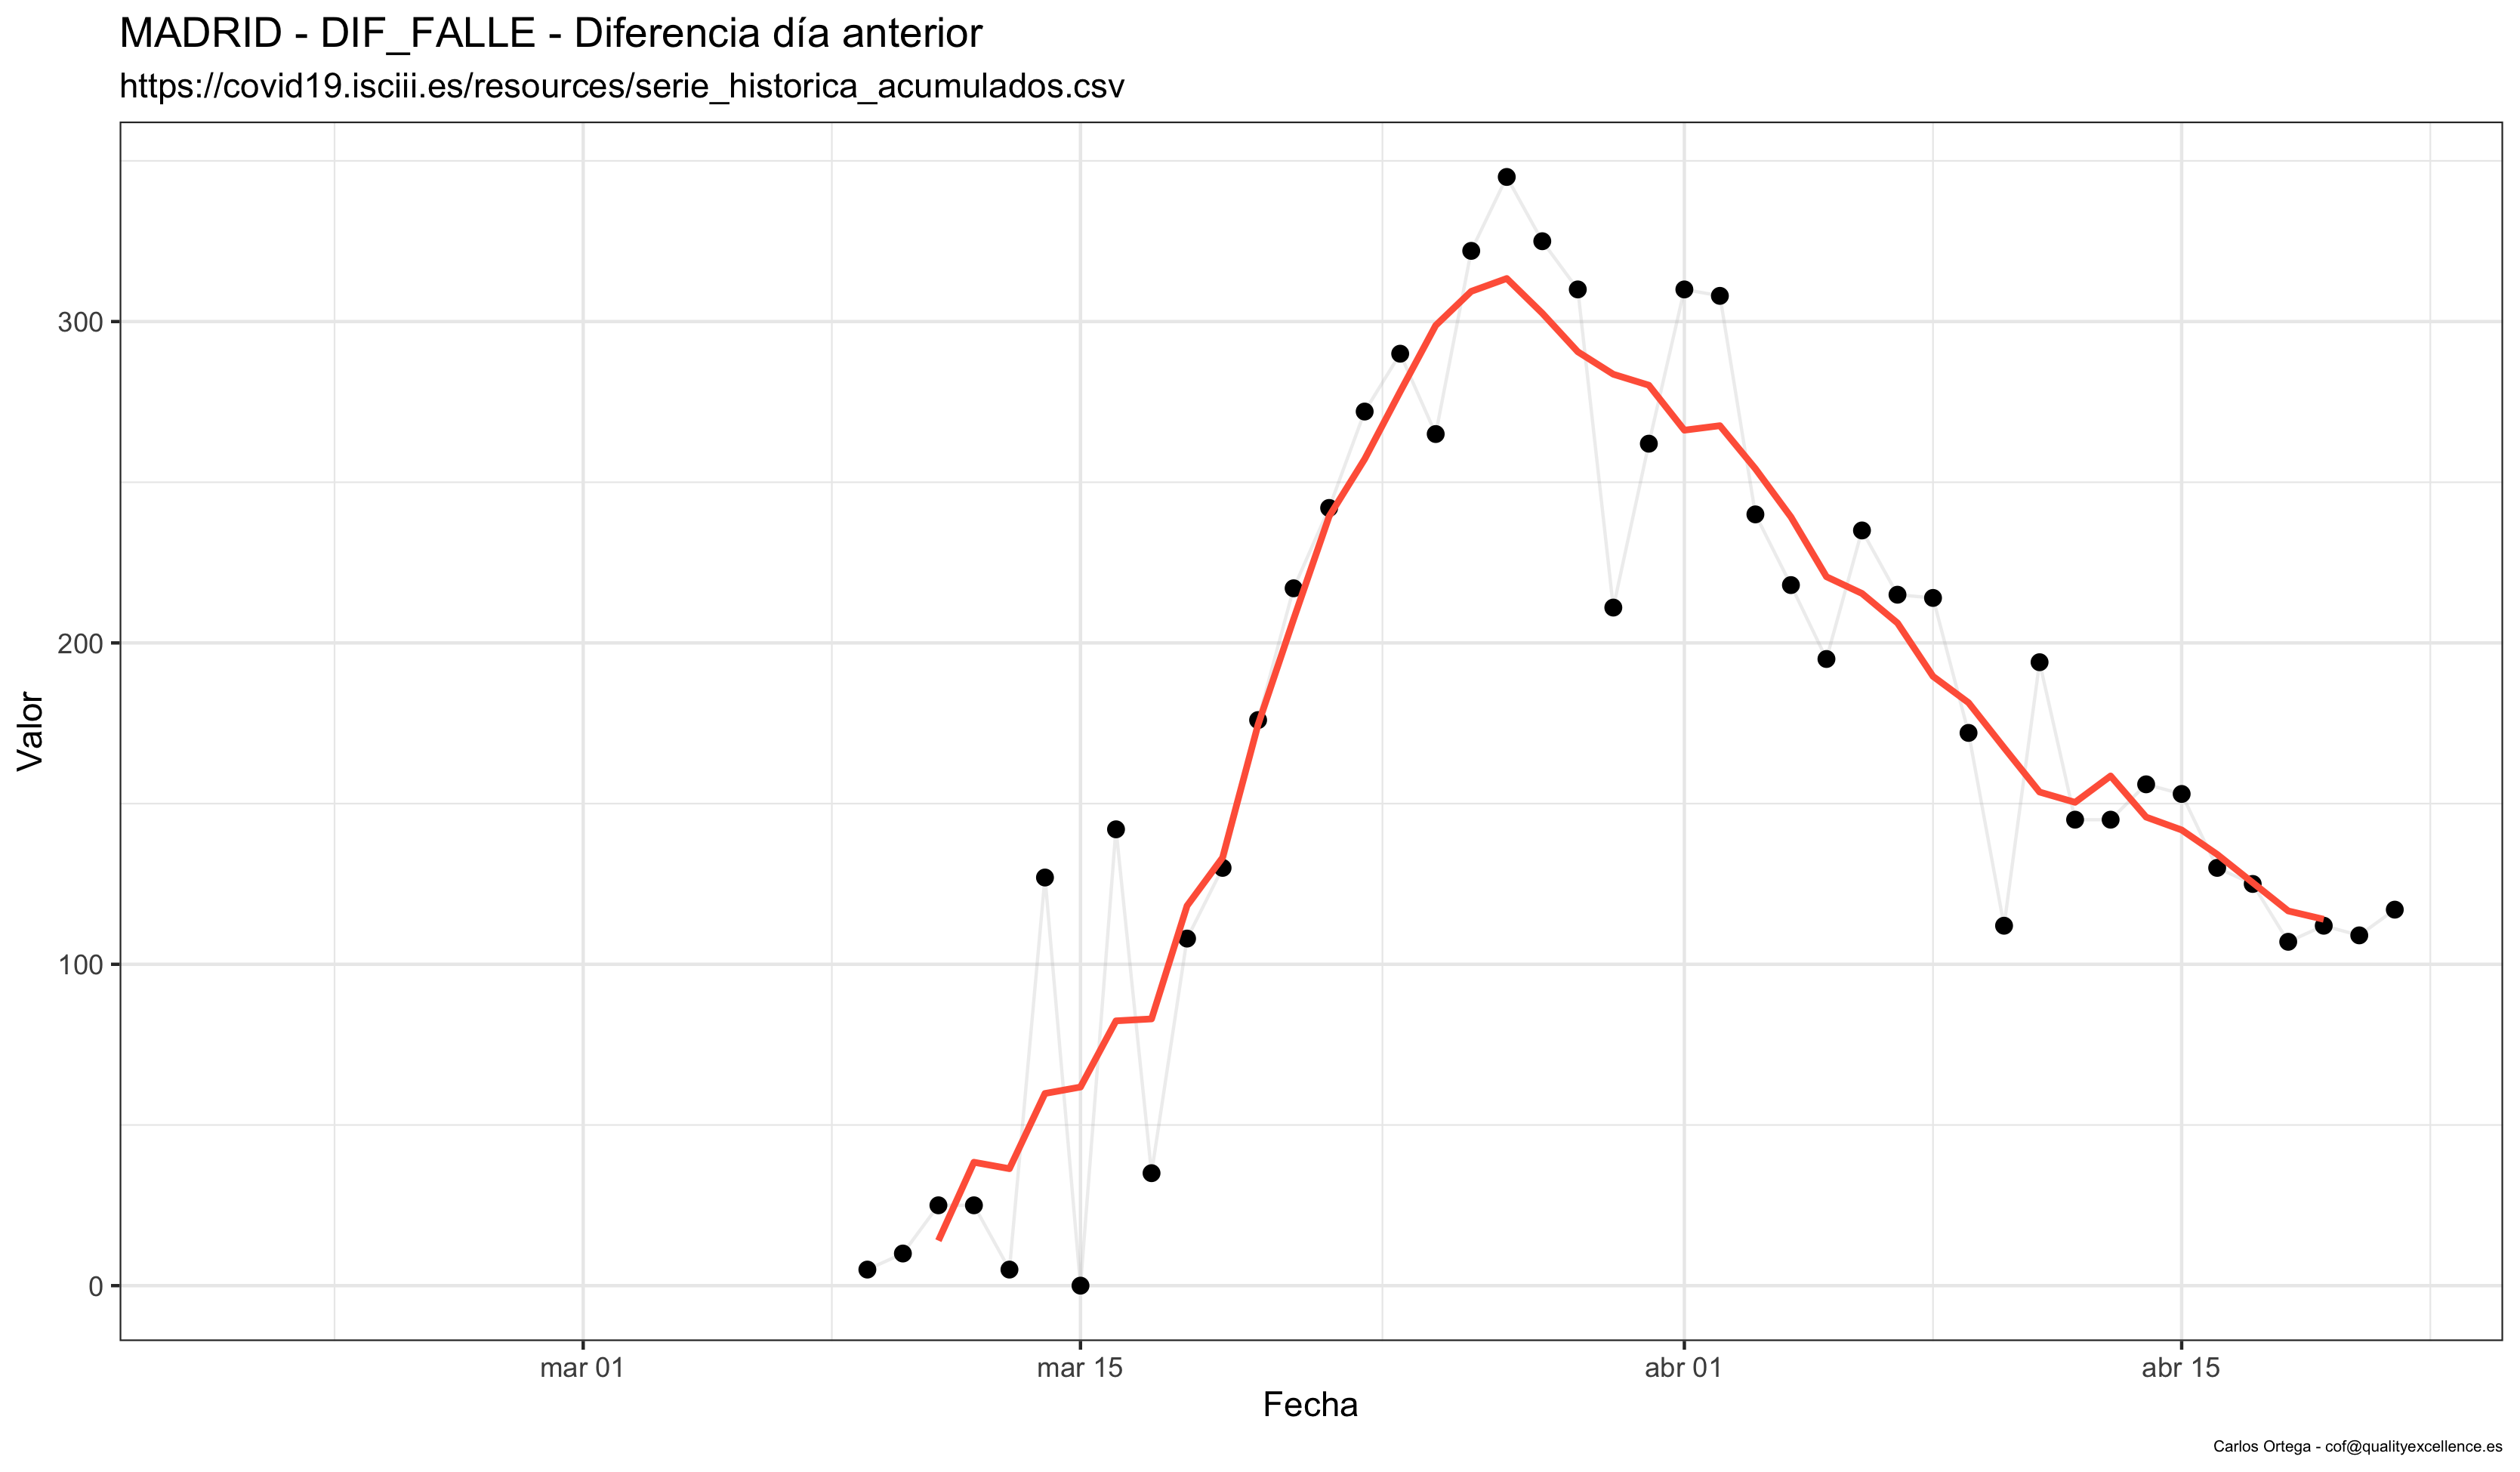 MADRID - DIF_FALLE - Diferencia día anterior
https://covid19.isciii.es/resources/serie_historica_acumulados.csv
300
200
100
0
Valor
mar 01
mar 15
abr 01
abr 15
Fecha
Carlos Ortega - cof@qualityexcellence.es